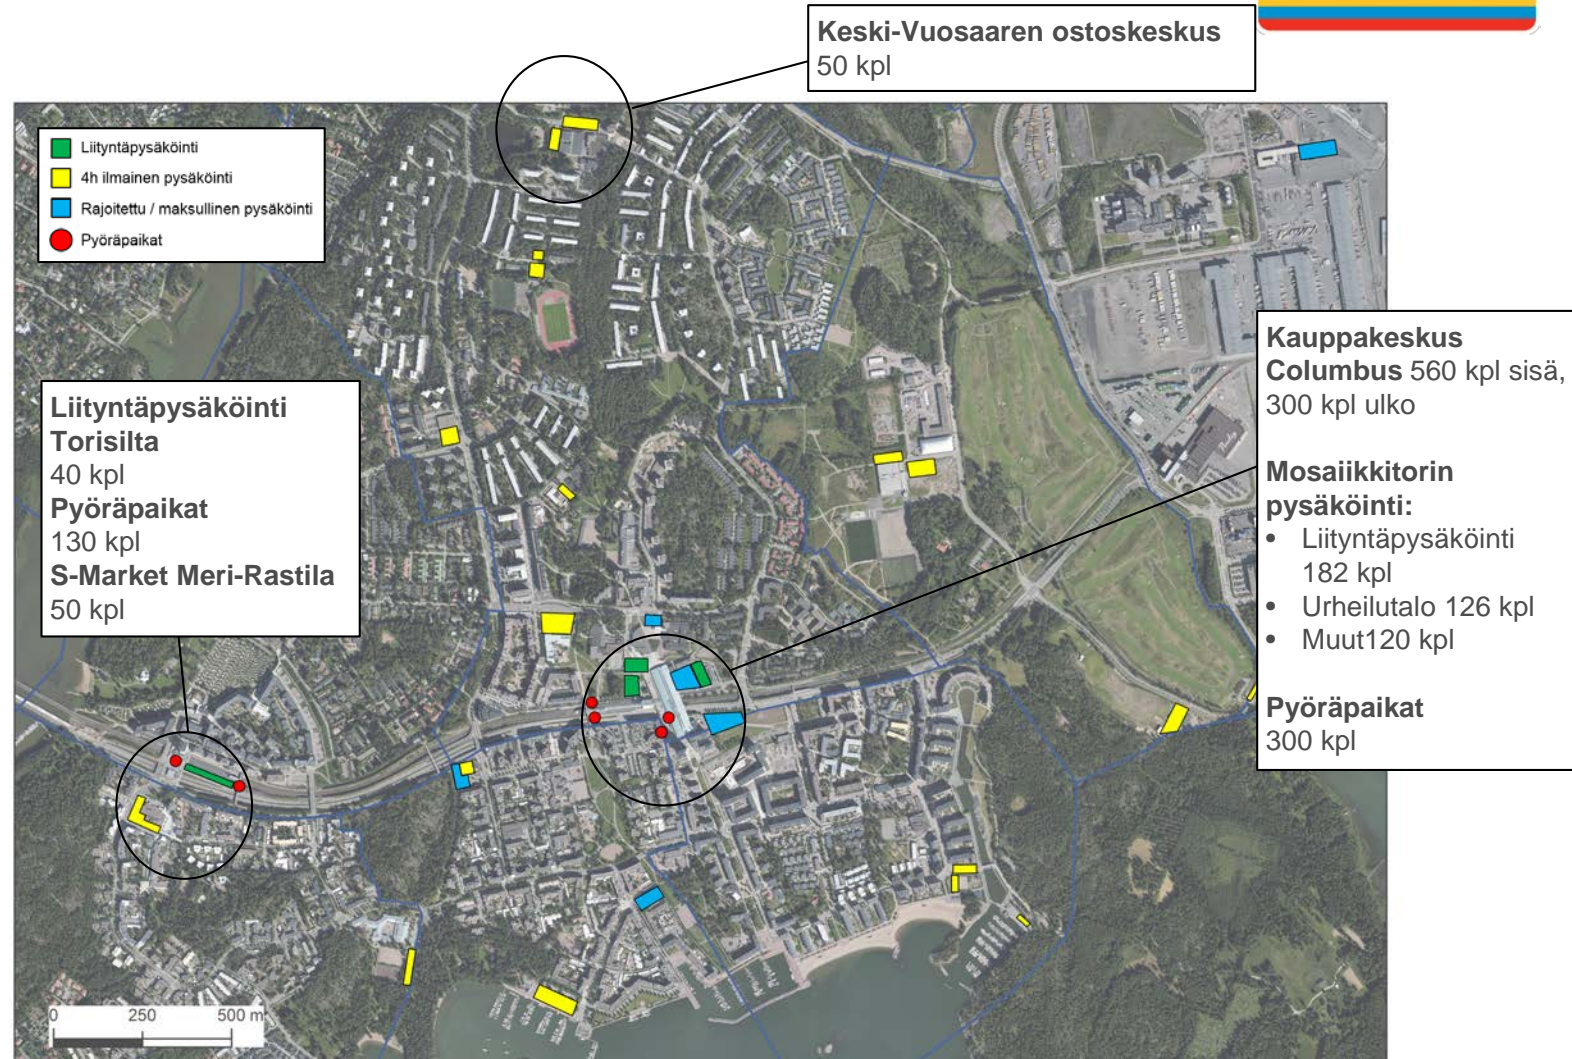 Keski-Vuosaaren ostoskeskus
50 kpl
Liityntäpysäköinti
4h ilmainen pysäköinti
Rajoitettu / maksullinen pysäköinti
Pyöräpaikat
Liityntäpysäköinti
Torisilta
40 kpl
Pyöräpaikat
130 kpl
S-Market Meri-Rastila
50 kpl
Kauppakeskus
Columbus 560 kpl sisä,
300 kpl ulko
Mosaiikkitorin
pysäköinti:
• Liityntäpysäköinti
182 kpl
• Urheilutalo 126 kpl
• Muut120 kpl
Pyöräpaikat
300 kpl
0 250 500 m